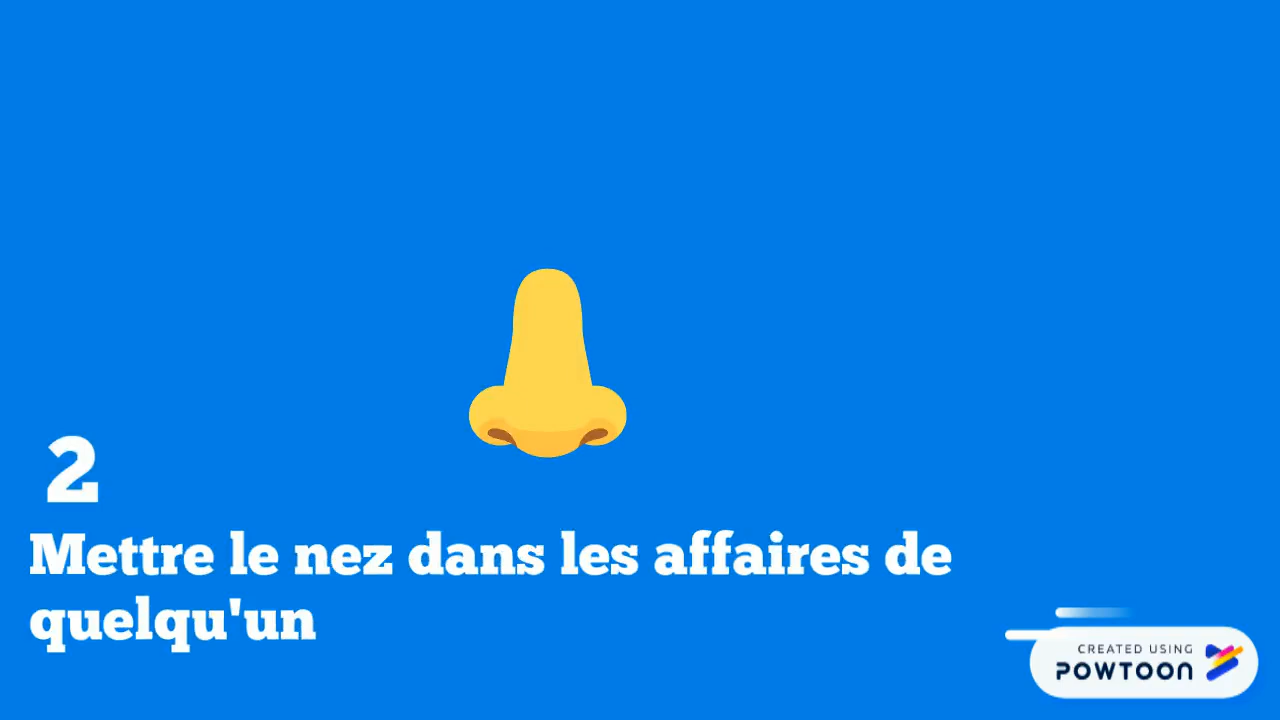 2
Mettre le nez dans les affaires de
quelqu'un
CREATED USING
POWTOON